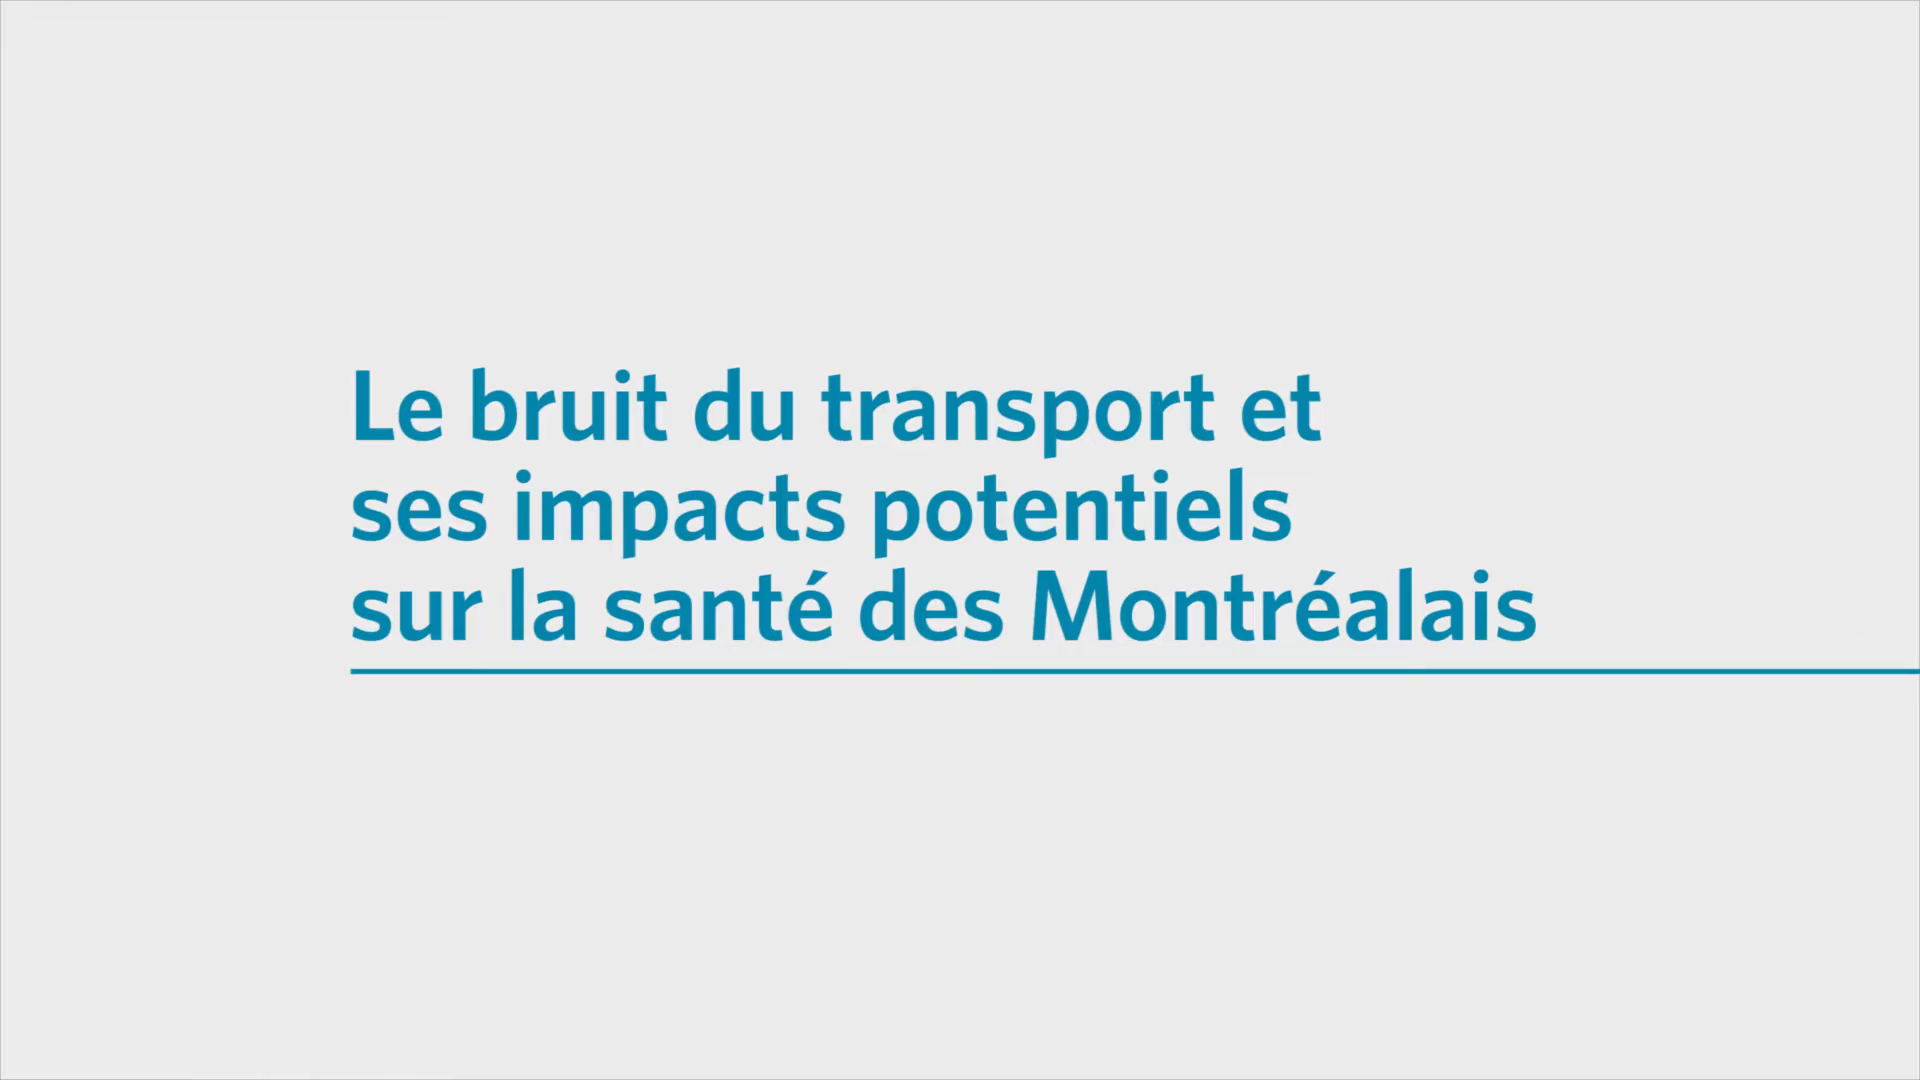 Le bruit du transport et
ses impacts potentiels
sur la santé des Montréalais